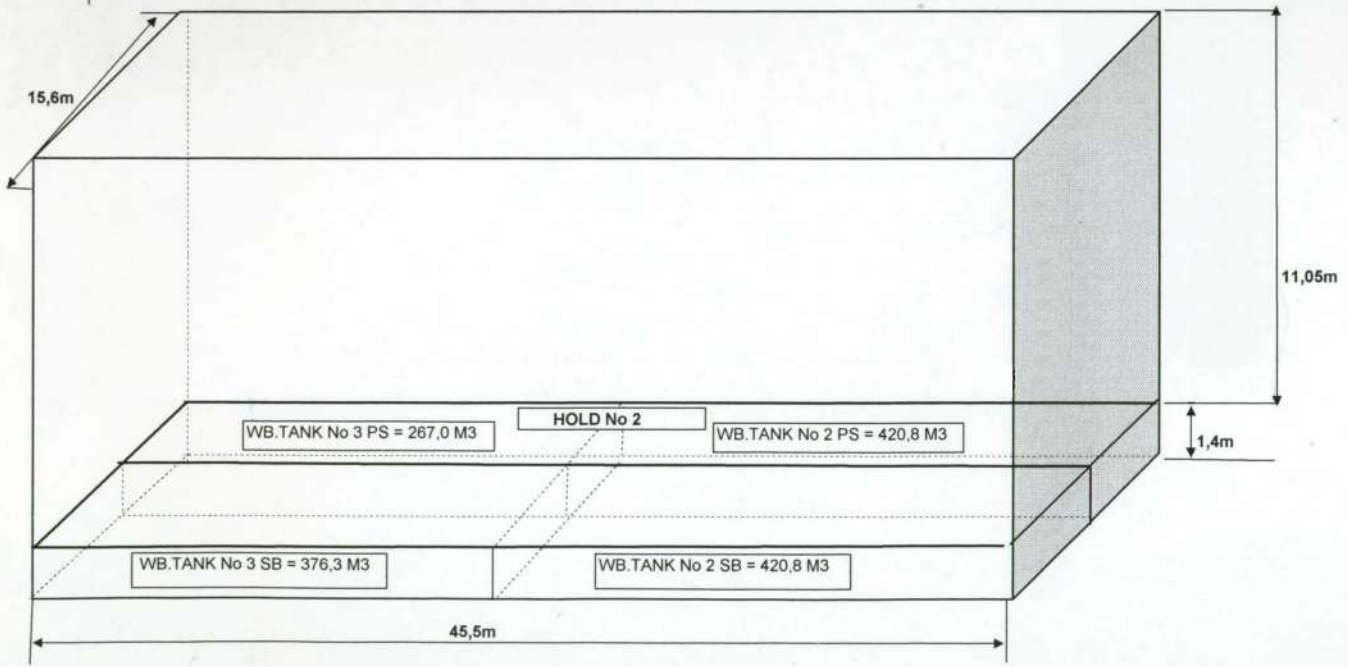 15,6m
11,05m
HOLD No 2
WB.TANK No 3 PS = 267,0 M3
WB.TANK No 2 PS = 420,8 M3
1,4m
WB.TANK No 3 SB = 376,3 M3
WB.TANK No 2 SB = 420,8 M3
45,5m